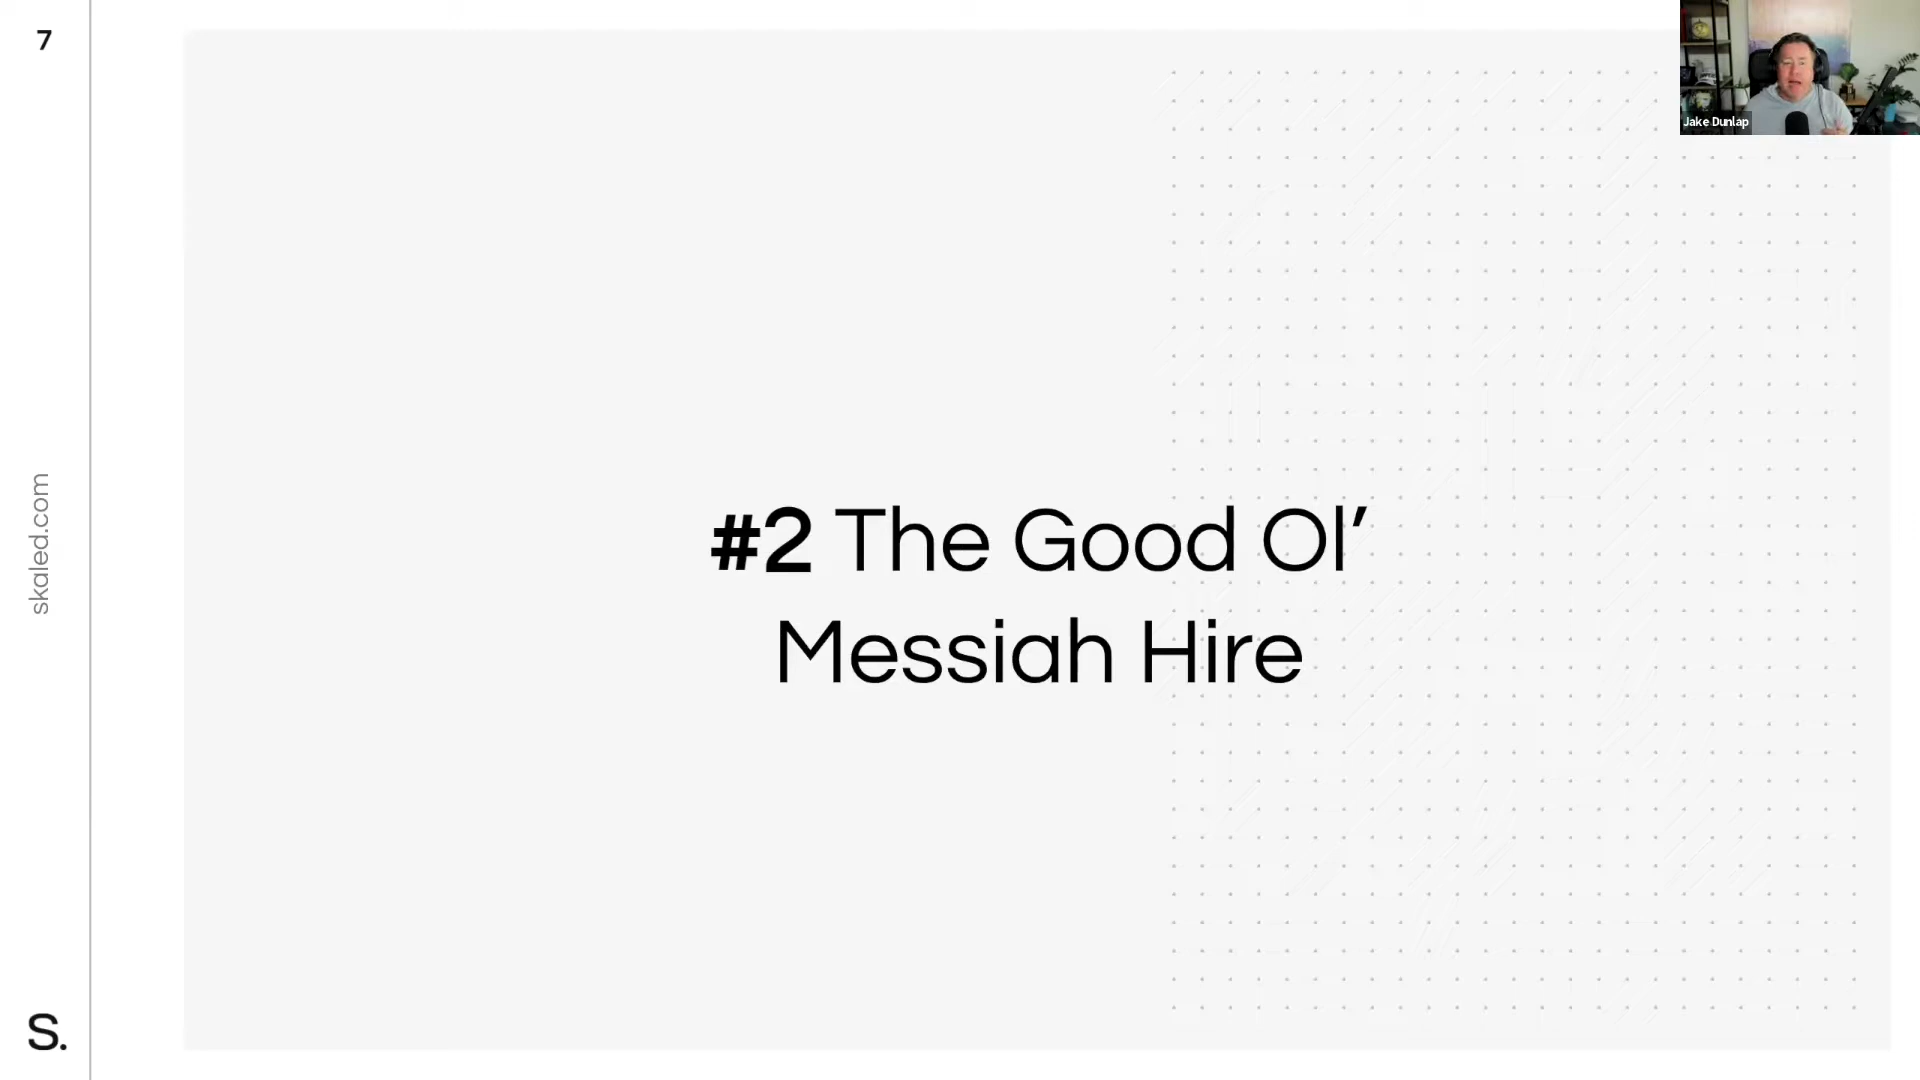 7
Jake Dunlap
#2 The Good Ol’
Messiah Hire
skaled.com
S.